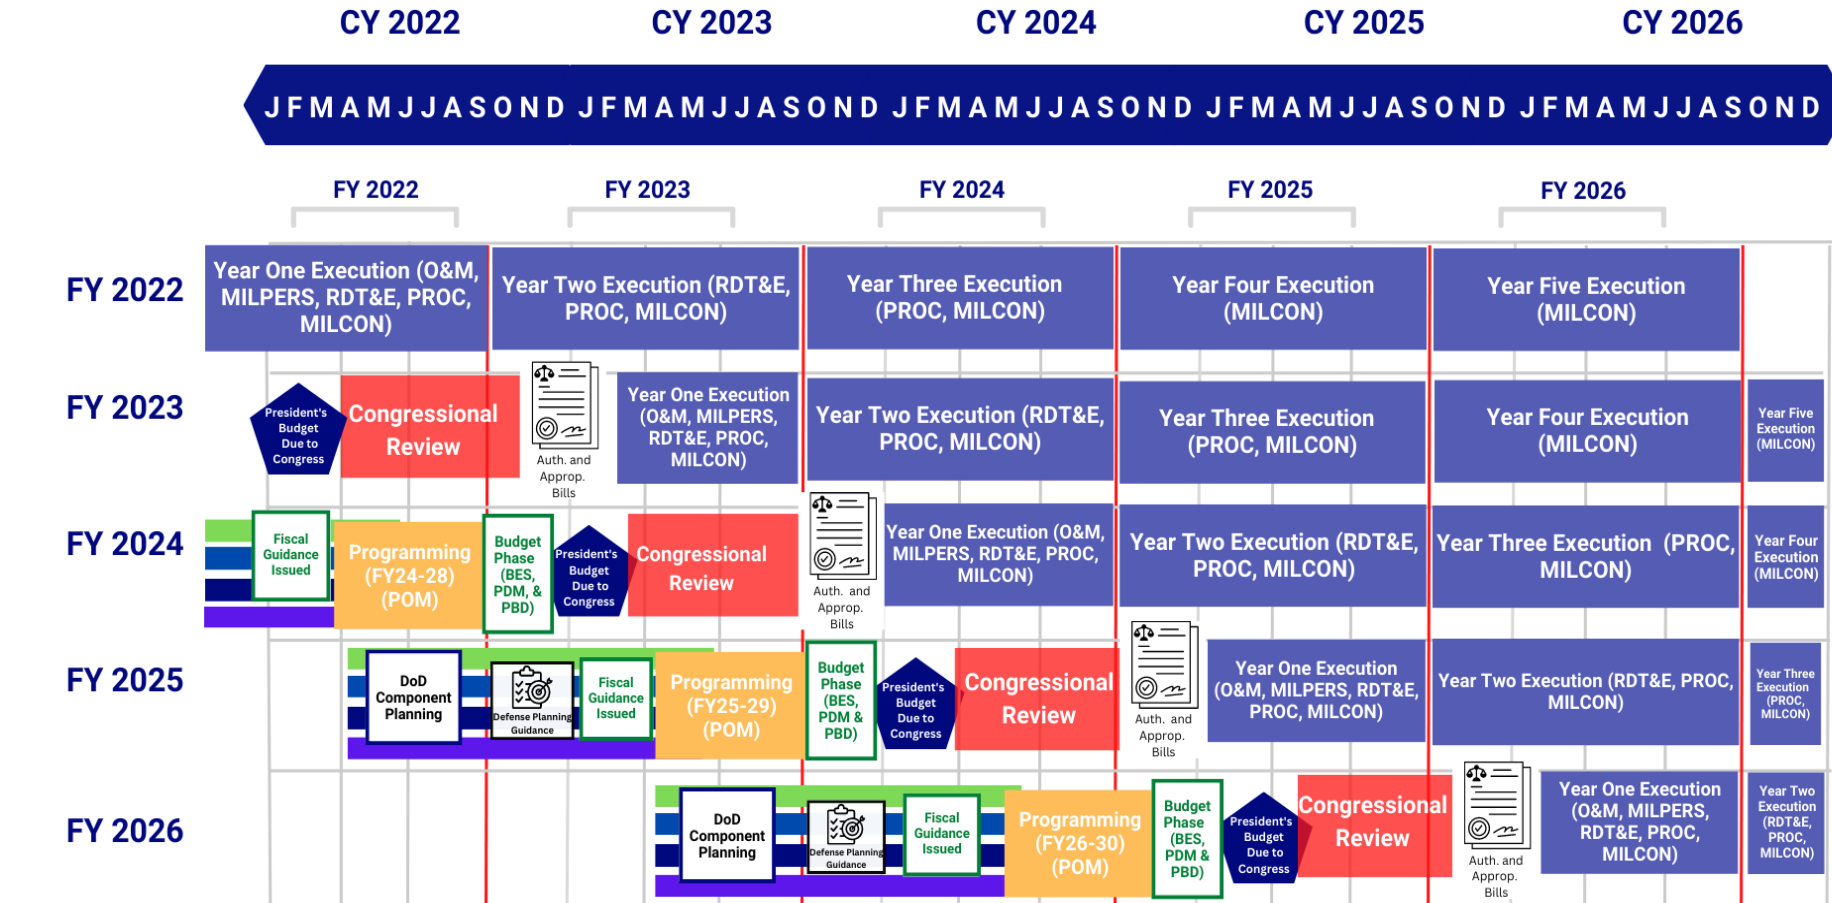 CY 2022 CY 2023 CY 2024 CY 2025 CY 2026
J F M A M J J A S O N D J F M A M J J A S O N D J F M A M J J A S O N D J F M A M J J A S O N D J F M A M J J A S O N D
FY 2022 FY 2023 FY 2024 FY 2025 FY 2026
FY 2022
Year One Execution (O&M,
MILPERS, RDT&E, PROC,
MILCON)
Year Two Execution (RDT&E,
PROC, MILCON)
Year Three Execution
(PROC, MILCON)
Year Four Execution
(MILCON)
Year Five Execution
(MILCON)
FY 2023
President's
Budget
Due to
Congress
Congressional
Review
Auth. and
Approp.
Bills
Year One Execution
(O&M, MILPERS,
RDT&E, PROC,
MILCON)
Year Two Execution (RDT&E,
PROC, MILCON)
Year Three Execution
(PROC, MILCON)
Year Four Execution
(MILCON)
Year Five
Execution
(MILCON)
FY 2024
Fiscal
Guidance
Issued
Programming
(FY24-28)
(POM)
Budget
Phase
(BES,
PDM, &
PBD)
President's
Budget
Due to
Congress
Congressional
Review
Auth. and
Approp.
Bills
Year One Execution (O&M,
MILPERS, RDT&E, PROC,
MILCON)
Year Two Execution (RDT&E,
PROC, MILCON)
Year Three Execution (PROC,
MILCON)
Year Four
Execution
(MILCON)
FY 2025
DoD
Component
Planning
Defense Planning
Guidance
Fiscal
Guidance
Issued
Programming
(FY25-29)
(POM)
Budget
Phase
(BES,
PDM &
PBD)
President's
Budget
Due to
Congress
Congressional
Review
Auth. and
Approp.
Bills
Year One Execution
(O&M, MILPERS, RDT&E,
PROC, MILCON)
Year Two Execution (RDT&E, PROC,
MILCON)
Year Three
Execution
(PROC,
MILCON)
FY 2026
DoD
Component
Planning
Defense Planning
Guidance
Fiscal
Guidance
Issued
Programming
(FY26-30)
(POM)
Budget
Phase
(BES,
PDM &
PBD)
President's
Budget
Due to
Congress
Congressional
Review
Auth. and
Approp.
Bills
Year One Execution
(O&M, MILPERS,
RDT&E, PROC,
MILCON)
Year Two
Execution
(RDT&E,
PROC,
MILCON)